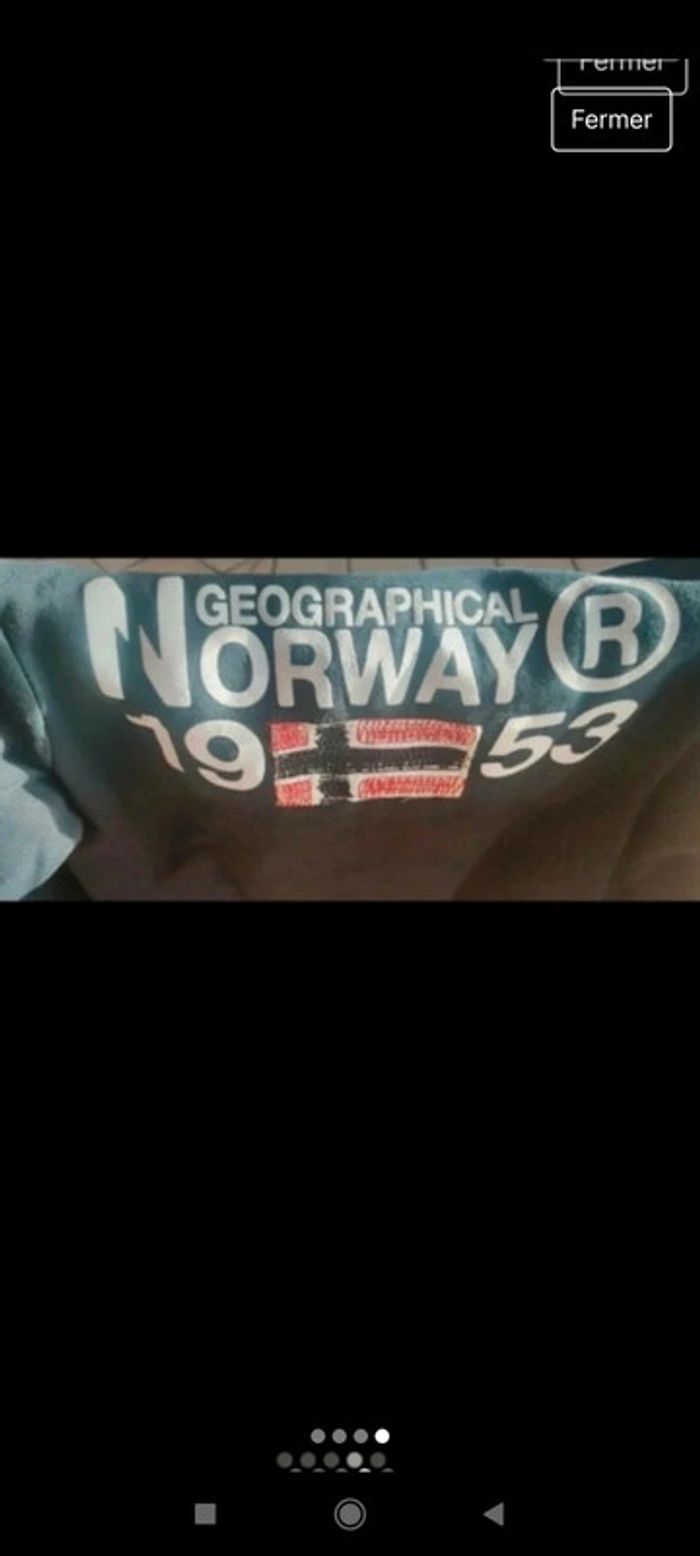 Fermer
Fermer
GEOGRAPHICAL
NORWAY ®
19 53